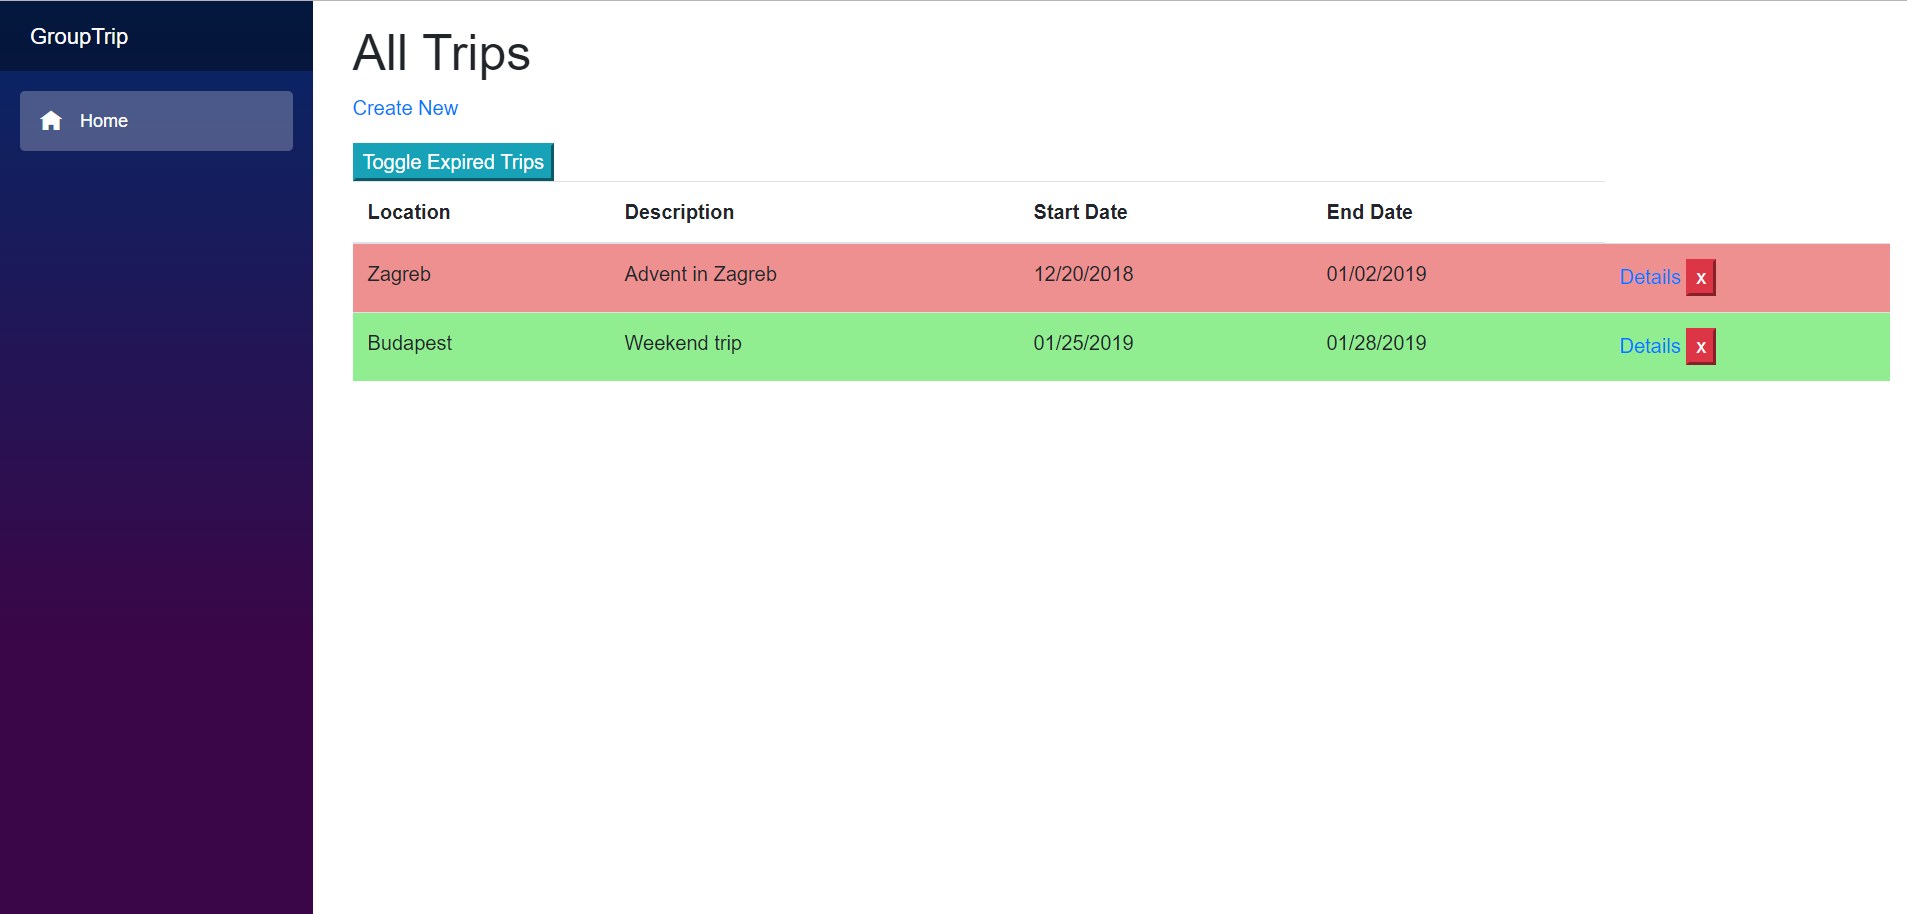 GroupTrip
Home
All Trips
Create New
Toggle Expired Trips
Location Description Start Date End Date
Zagreb Advent in Zagreb 12/20/2018 01/02/2019 Details x
Budapest Weekend trip 01/25/2019 01/28/2019 Details x